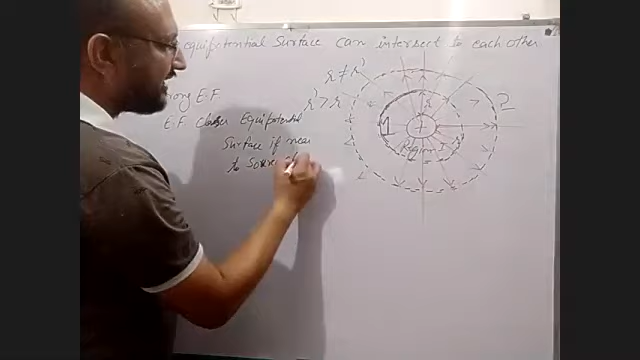 equipotential Surface can intersect to each other
r ≠ r'
r' > r
E.F
2
E.F Closer Equipotential
1
+
r
Surface if near
Region I
to Source